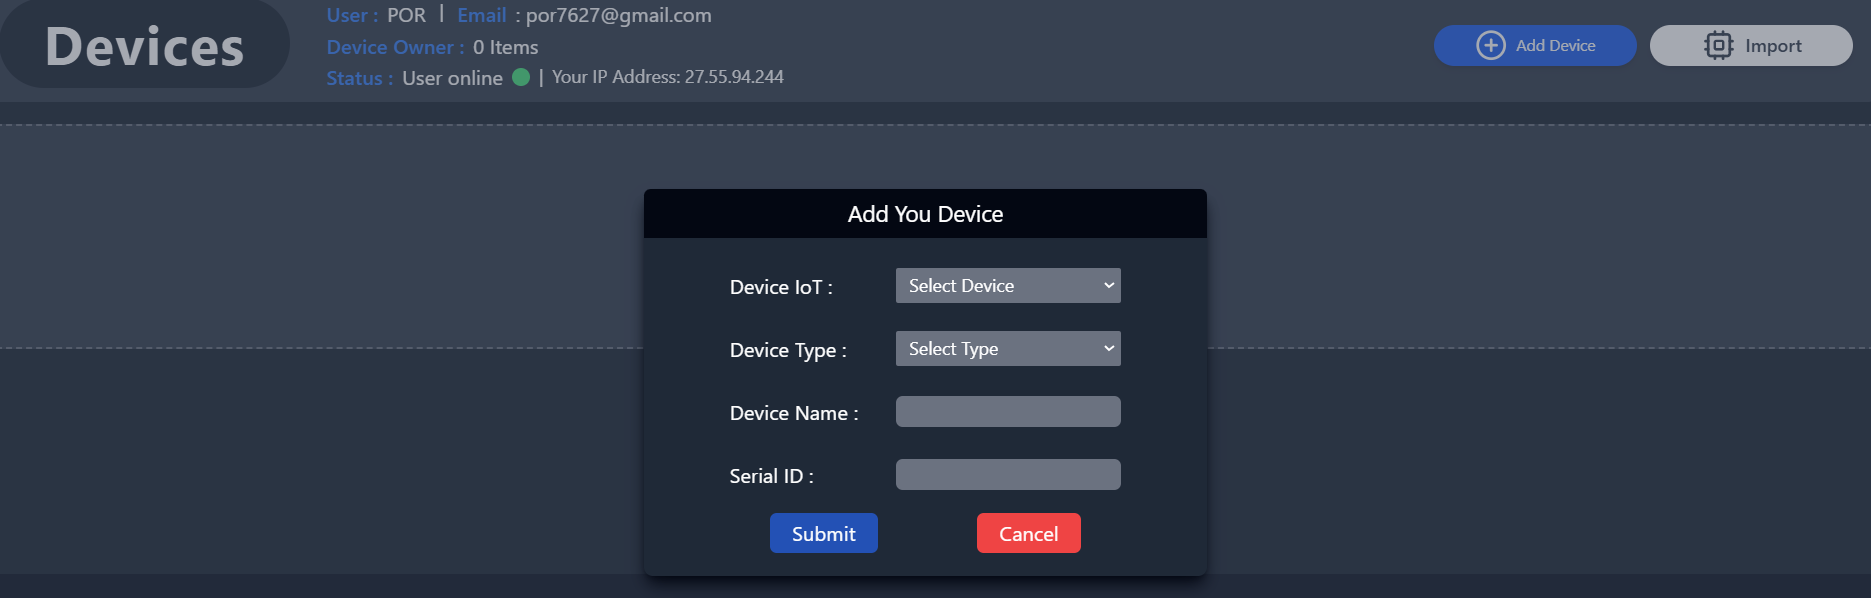 Devices
User : POR | Email : por7627@gmail.com
Device Owner : 0 Items
Status : User online | Your IP Address: 27.55.94.244
Add Device
Import
Add You Device
Device IoT : Select Device
Device Type : Select Type
Device Name :
Serial ID :
Submit Cancel